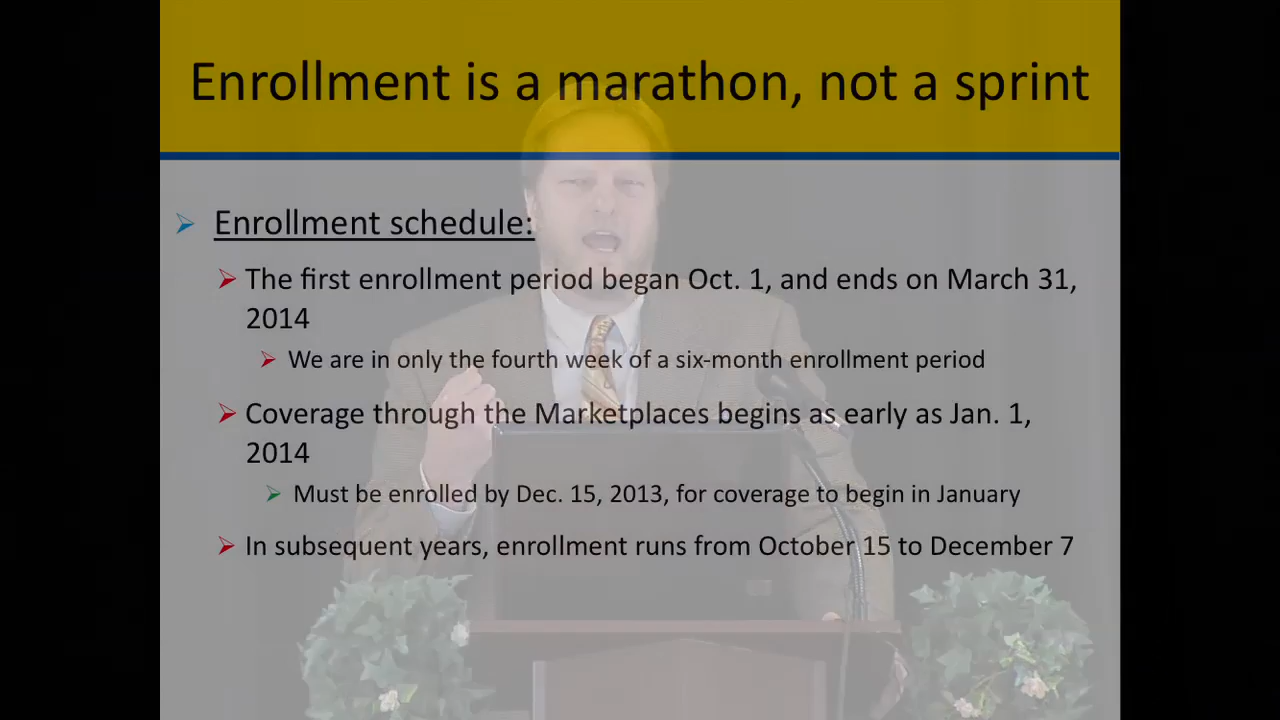 Enrollment is a marathon, not a sprint
Enrollment schedule:
The first enrollment period began Oct. 1, and ends on March 31,
2014
We are in only the fourth week of a six-month enrollment period
Coverage through the Marketplaces begins as early as Jan. 1,
2014
Must be enrolled by Dec. 15, 2013, for coverage to begin in January
In subsequent years, enrollment runs from October 15 to December 7